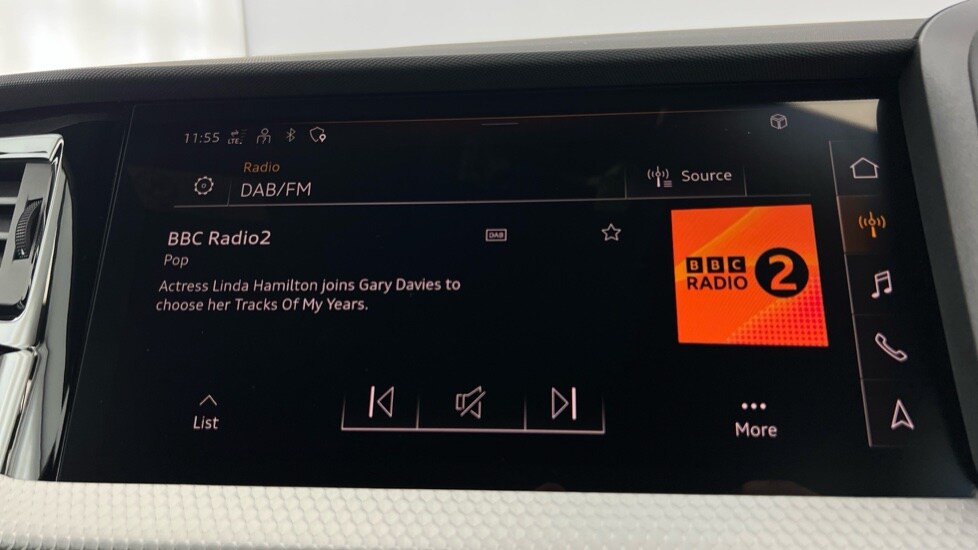 11:55 LTE
Radio
DAB/FM
Source
BBC Radio2
DAB
Pop
Actress Linda Hamilton joins Gary Davies to
choose her Tracks Of My Years.
BBC
RADIO 2
List
More